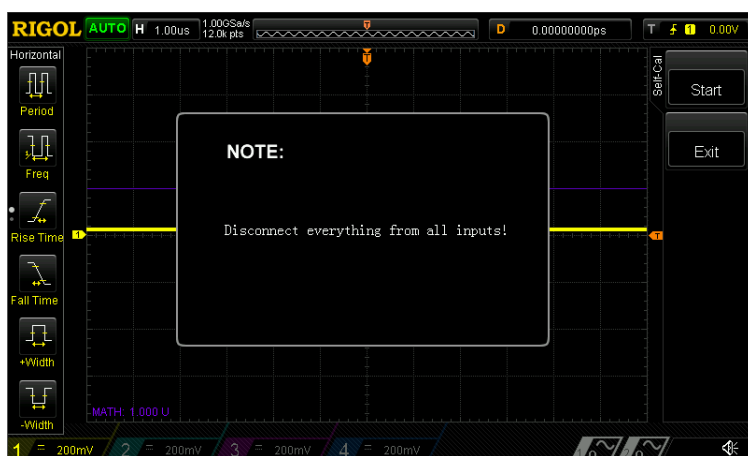 RIGOL AUTO H 1.00us 1.00GSa/s D 0.00000000ps T 1 0.00V
12.0k pts
T
Horizontal
T
Self-Cal
Start
Period
NOTE:
Exit
Freq
Disconnect everything from all inputs!
Rise Time
1
T
Fall Time
+Width
MATH: 1.000 U
-Width
1 = 200mV 2 = 200mV 3 = 200mV 4 = 200mV